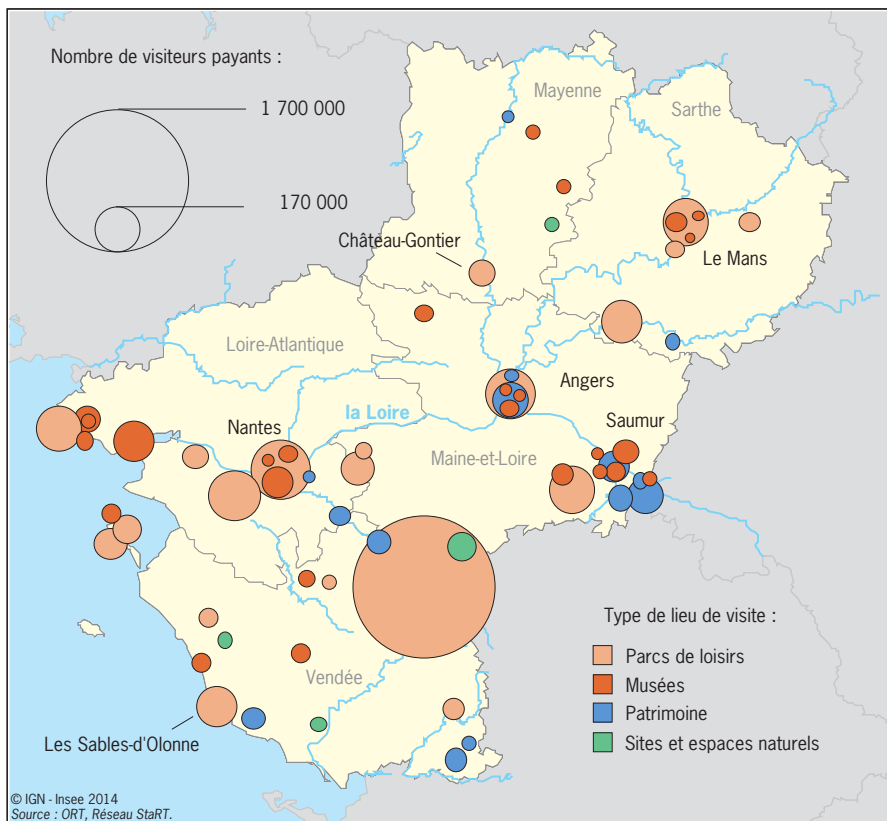 Nombre de visiteurs payants :
1 700 000
170 000
Mayenne
Sarthe
Château-Gontier
Le Mans
Loire-Atlantique
Angers
la Loire
Nantes
Saumur
Maine-et-Loire
Vendée
Les Sables-d'Olonne
Type de lieu de visite :
Parcs de loisirs
Musées
Patrimoine
Sites et espaces naturels
© IGN - Insee 2014
Source : ORT, Réseau StaRT.